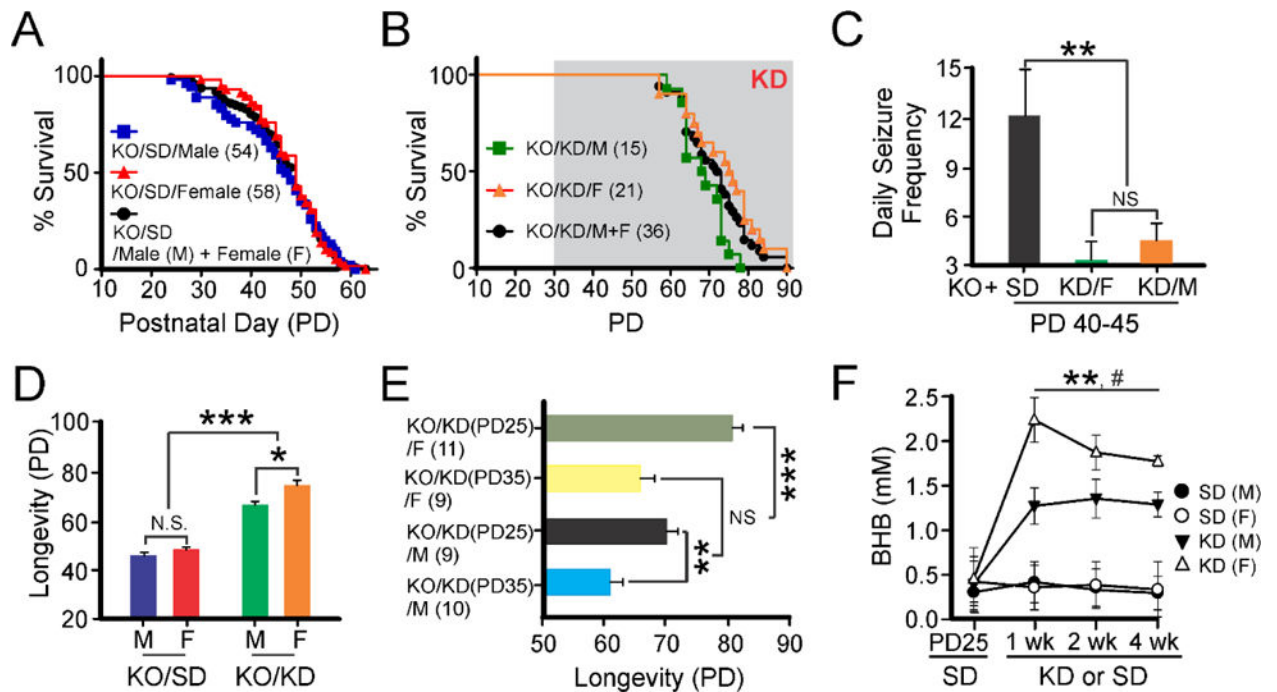 A
% Survival
100
50
0
KO/SD/Male (54)
KO/SD/Female (58)
KO/SD
/Male (M) + Female (F)
10 20 30 40 50 60
Postnatal Day (PD)
B
% Survival
100
50
0
KD
KO/KD/M (15)
KO/KD/F (21)
KO/KD/M+F (36)
10 20 30 40 50 60 70 80 90
PD
C
Daily Seizure
Frequency
15
12
9
6
3
**
NS
KO+ SD KD/F KD/M
PD 40-45
D
Longevity (PD)
100
80
60
40
20
***
*
N.S.
M F M F
KO/SD KO/KD
E
KO/KD(PD25)
/F (11)
KO/KD(PD35)
/F (9)
KO/KD(PD25)
/M (9)
KO/KD(PD35)
/M (10)
***
NS
**
50 60 70 80 90
Longevity (PD)
F
BHB (mM)
2.5
2.0
1.5
1.0
0.5
0.0
**, #
SD (M)
SD (F)
KD (M)
KD (F)
PD25 1 wk 2 wk 4 wk
SD KD or SD